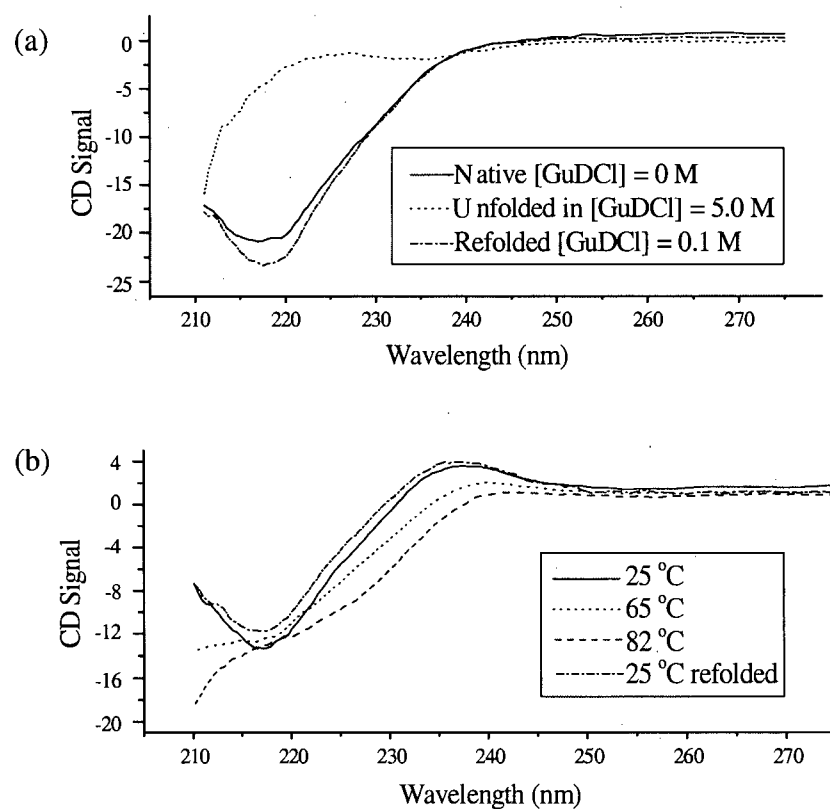 (a)
0
-5
-10
-15
-20
-25
CD Signal
Native [GuDCl] = 0 M
Unfolded in [GuDCl] = 5.0 M
Refolded [GuDCl] = 0.1 M
210 220 230 240 250 260 270
Wavelength (nm)
(b)
4
0
-4
-8
-12
-16
-20
CD Signal
25 °C
65 °C
82 °C
25 °C refolded
210 220 230 240 250 260 270
Wavelength (nm)